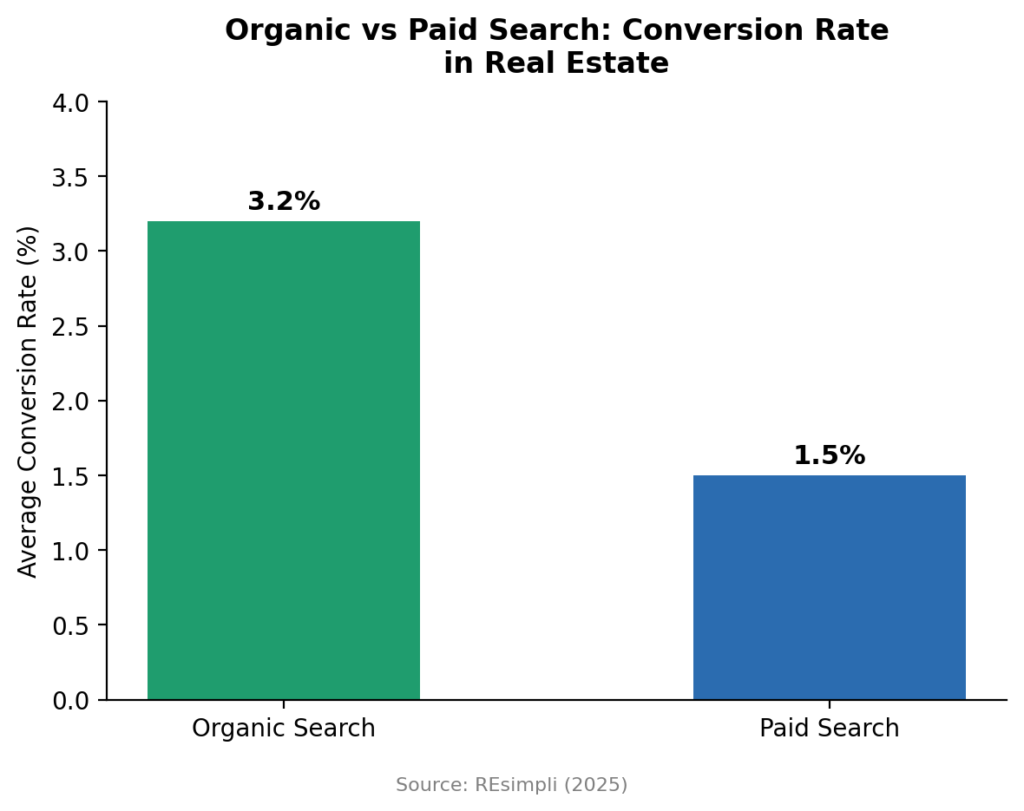 Organic vs Paid Search: Conversion Rate
in Real Estate
Average Conversion Rate (%)
4.0
3.5
3.0
2.5
2.0
1.5
1.0
0.5
0.0
3.2%
1.5%
Organic Search
Paid Search
Source: REsimpli (2025)